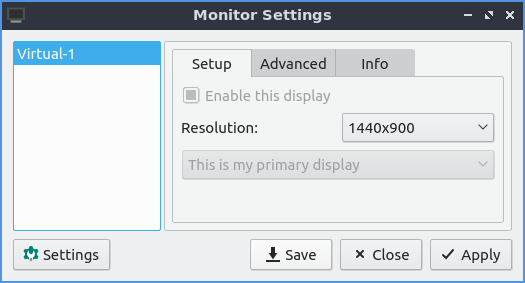 Monitor Settings
Virtual-1
Setup Advanced Info
Enable this display
Resolution: 1440x900
This is my primary display
Settings Save Close Apply